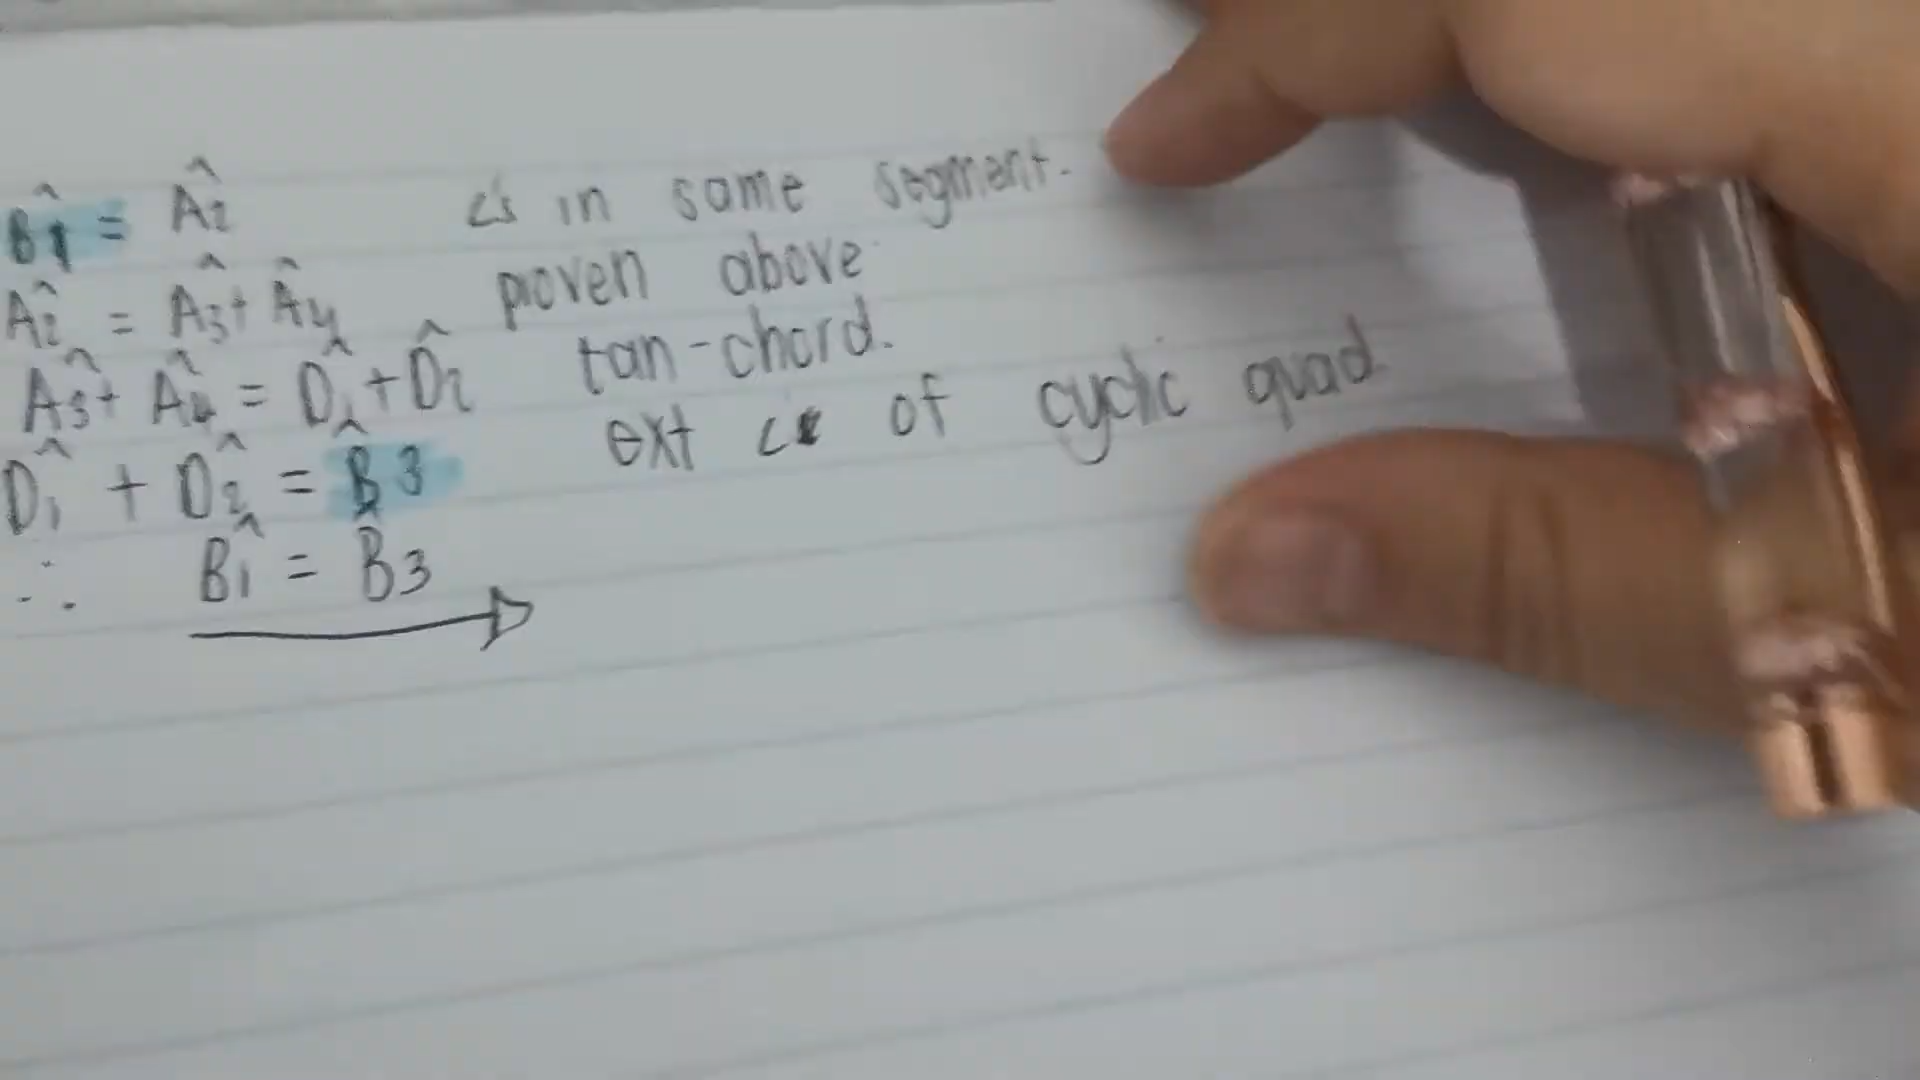 B̂1 = Â2 ∠s in same segment.
Â2 = Â3 + Â4 proven above
Â3 + Â4 = D̂1 + D̂2 tan-chord.
D̂1 + D̂2 = B̂3 ext ∠s of cyclic quad.
∴ B̂1 = B̂3